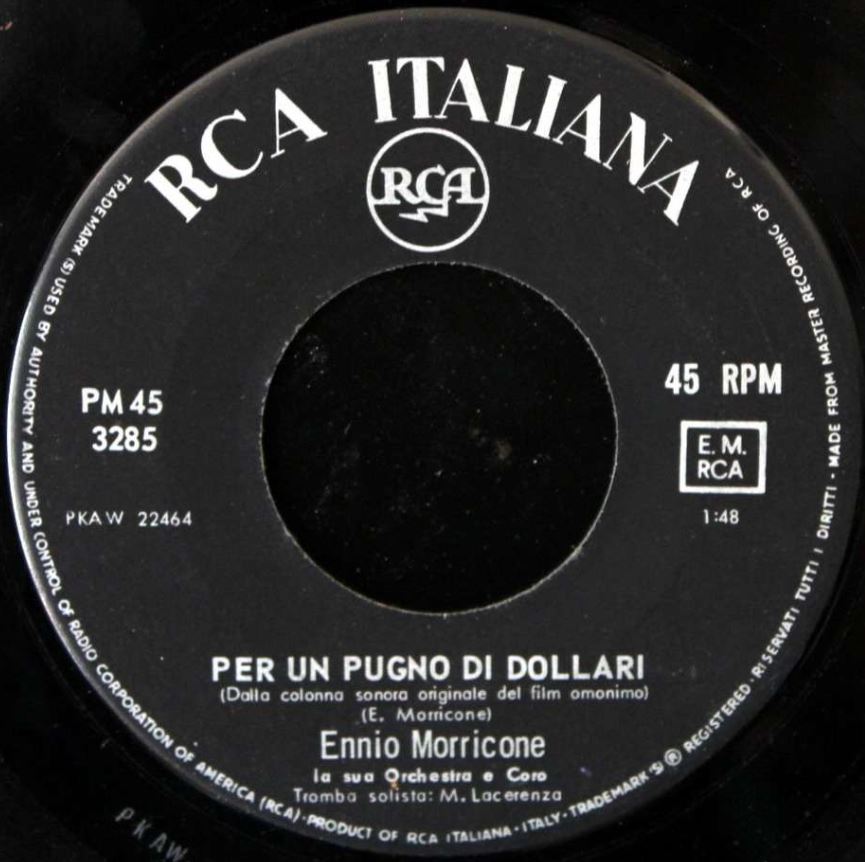 RCA ITALIANA
RCA
PM 45
3285
PKAW 22464
45 RPM
E. M.
RCA
1:48
PER UN PUGNO DI DOLLARI
(Dalla colonna sonora originale del film omonimo)
(E. Morricone)
Ennio Morricone
la sua Orchestra e Coro
Tromba solista: M. Lacerenza
TRADEMARK (S) USED BY AUTHORITY AND UNDER CONTROL OF RADIO CORPORATION OF AMERICA (RCA) · PRODUCT OF RCA ITALIANA · ITALY · TRADEMARK'S ® REGISTERED · RISERVATI TUTTI I DIRITTI · MADE FROM MASTER RECORDING OF RCA
PKAW